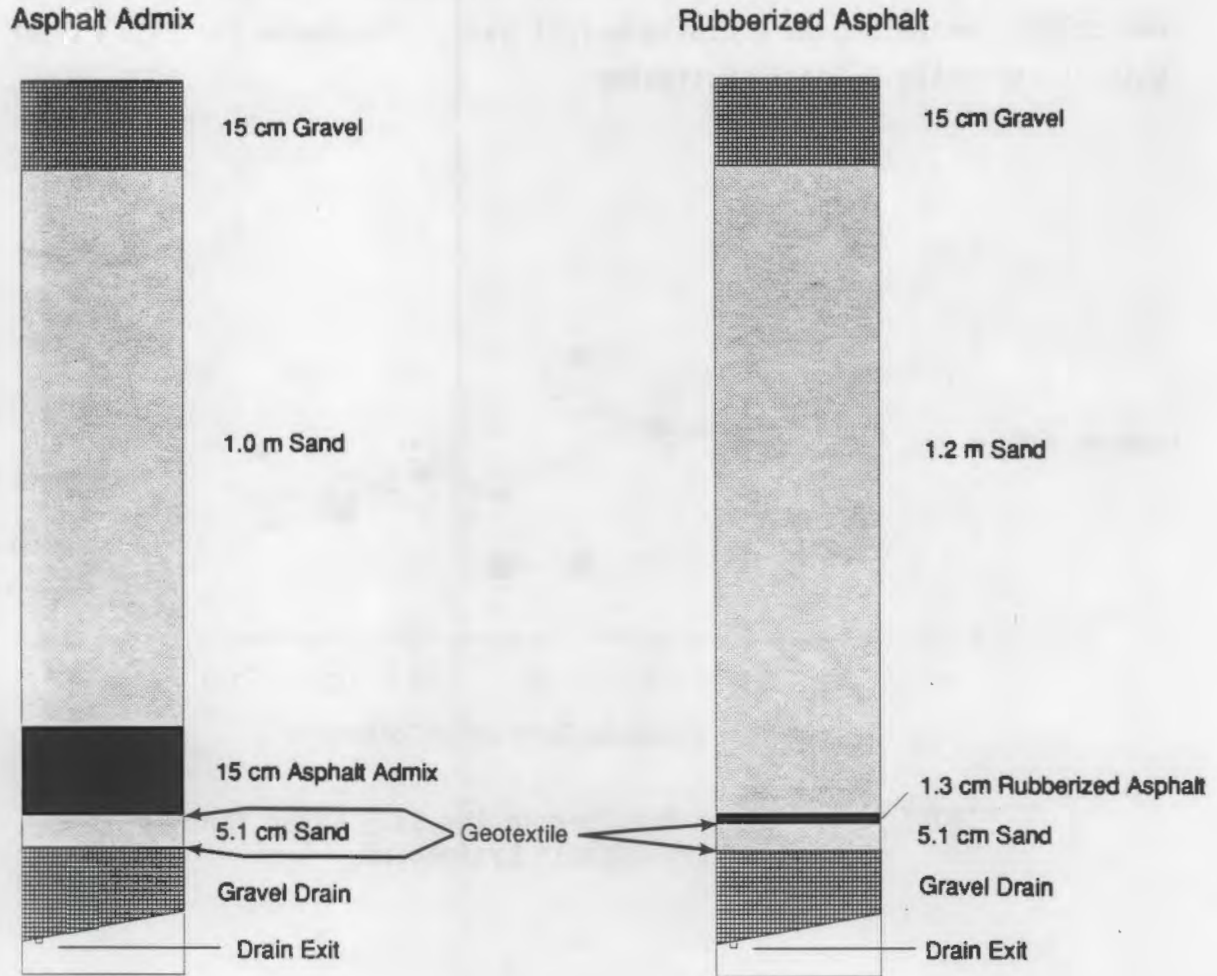 Asphalt Admix
15 cm Gravel
1.0 m Sand
15 cm Asphalt Admix
5.1 cm Sand
Gravel Drain
Drain Exit
Geotextile
Rubberized Asphalt
15 cm Gravel
1.2 m Sand
1.3 cm Rubberized Asphalt
5.1 cm Sand
Gravel Drain
Drain Exit